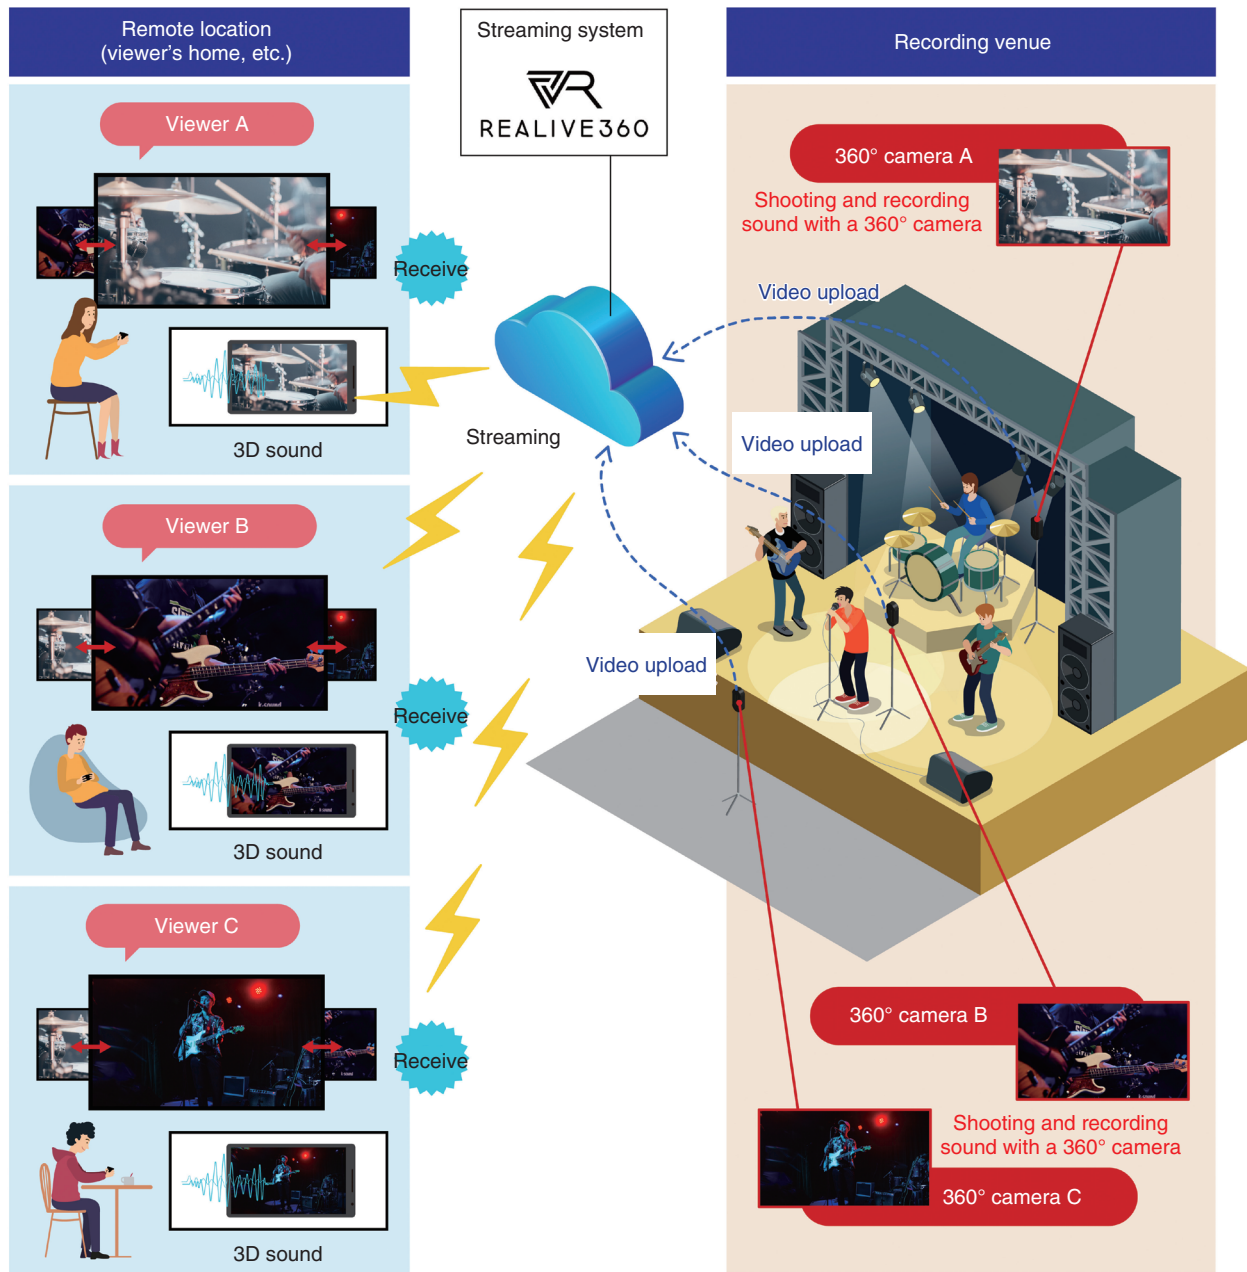 Remote location
(viewer's home, etc.)
Streaming system
REALIVE360
Recording venue
Viewer A
Receive
3D sound
Streaming
Viewer B
Receive
3D sound
Viewer C
Receive
3D sound
360° camera A
Shooting and recording
sound with a 360° camera
Video upload
Video upload
Video upload
360° camera B
Shooting and recording
sound with a 360° camera
360° camera C